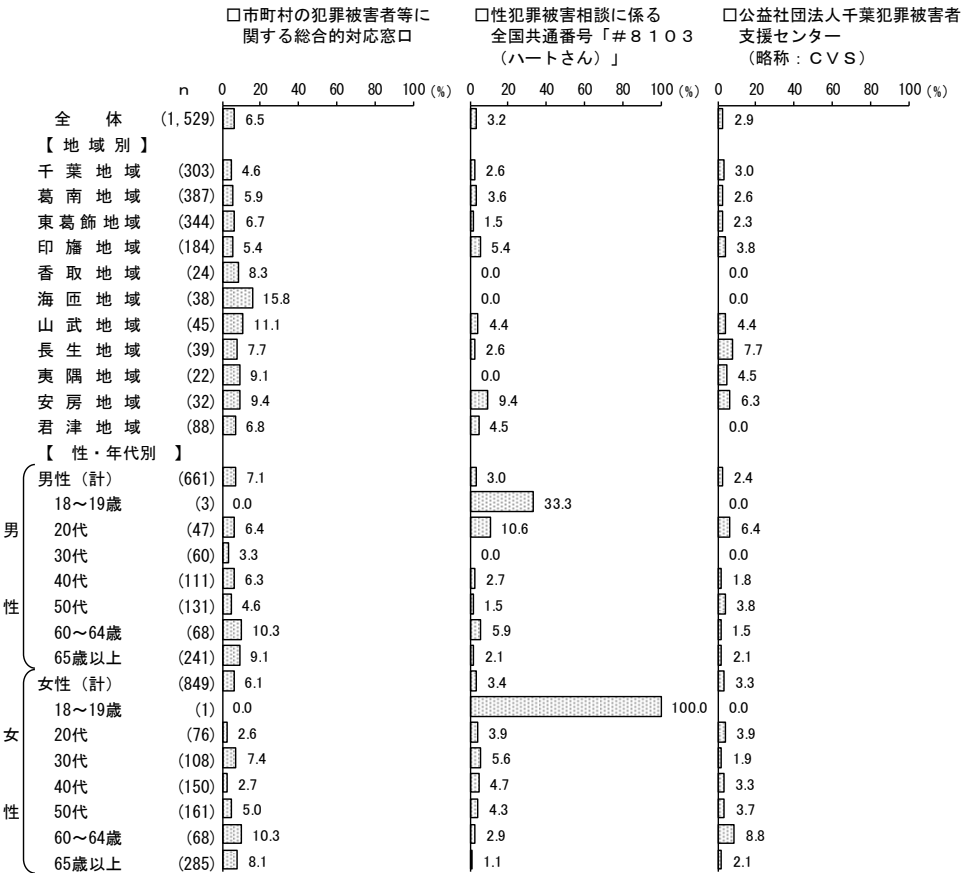 □市町村の犯罪被害者等に
関する総合的対応窓口
□性犯罪被害相談に係る
全国共通番号「＃８１０３
（ハートさん）」
□公益社団法人千葉犯罪被害者
支援センター
（略称：ＣＶＳ）
n 0 20 40 60 80 100 (%) 0 20 40 60 80 100 (%) 0 20 40 60 80 100 (%)
全体 (1,529) 6.5 3.2 2.9
【地域別】
千葉地域 (303) 4.6 2.6 3.0
葛南地域 (387) 5.9 3.6 2.6
東葛飾地域 (344) 6.7 1.5 2.3
印旛地域 (184) 5.4 5.4 3.8
香取地域 (24) 8.3 0.0 0.0
海匝地域 (38) 15.8 0.0 0.0
山武地域 (45) 11.1 4.4 4.4
長生地域 (39) 7.7 2.6 7.7
夷隅地域 (22) 9.1 0.0 4.5
安房地域 (32) 9.4 9.4 6.3
君津地域 (88) 6.8 4.5 0.0
【 性・年代別 】
男性（計） (661) 7.1 3.0 2.4
18～19歳 (3) 0.0 33.3 0.0
男 20代 (47) 6.4 10.6 6.4
30代 (60) 3.3 0.0 0.0
40代 (111) 6.3 2.7 1.8
性 50代 (131) 4.6 1.5 3.8
60～64歳 (68) 10.3 5.9 1.5
65歳以上 (241) 9.1 2.1 2.1
女性（計） (849) 6.1 3.4 3.3
18～19歳 (1) 0.0 100.0 0.0
女 20代 (76) 2.6 3.9 3.9
30代 (108) 7.4 5.6 1.9
40代 (150) 2.7 4.7 3.3
性 50代 (161) 5.0 4.3 3.7
60～64歳 (68) 10.3 2.9 8.8
65歳以上 (285) 8.1 1.1 2.1